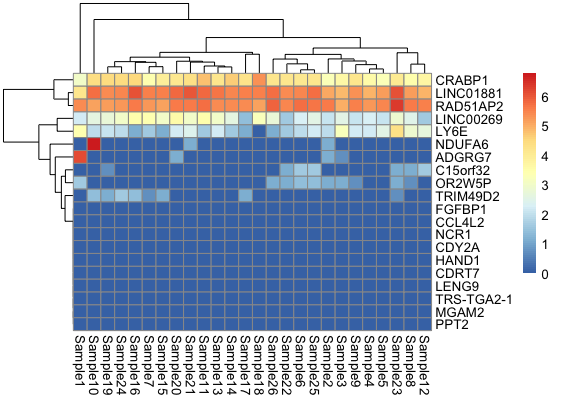 CRABP1
LINC01881
RAD51AP2
LINC00269
LY6E
NDUFA6
ADGRG7
C15orf32
OR2W5P
TRIM49D2
FGFBP1
CCL4L2
NCR1
CDY2A
HAND1
CDRT7
LENG9
TRS-TGA2-1
MGAM2
PPT2
6
5
4
3
2
1
0
Sample1
Sample10
Sample19
Sample24
Sample16
Sample7
Sample15
Sample20
Sample21
Sample11
Sample13
Sample14
Sample17
Sample18
Sample26
Sample22
Sample6
Sample25
Sample2
Sample3
Sample9
Sample4
Sample5
Sample23
Sample8
Sample12